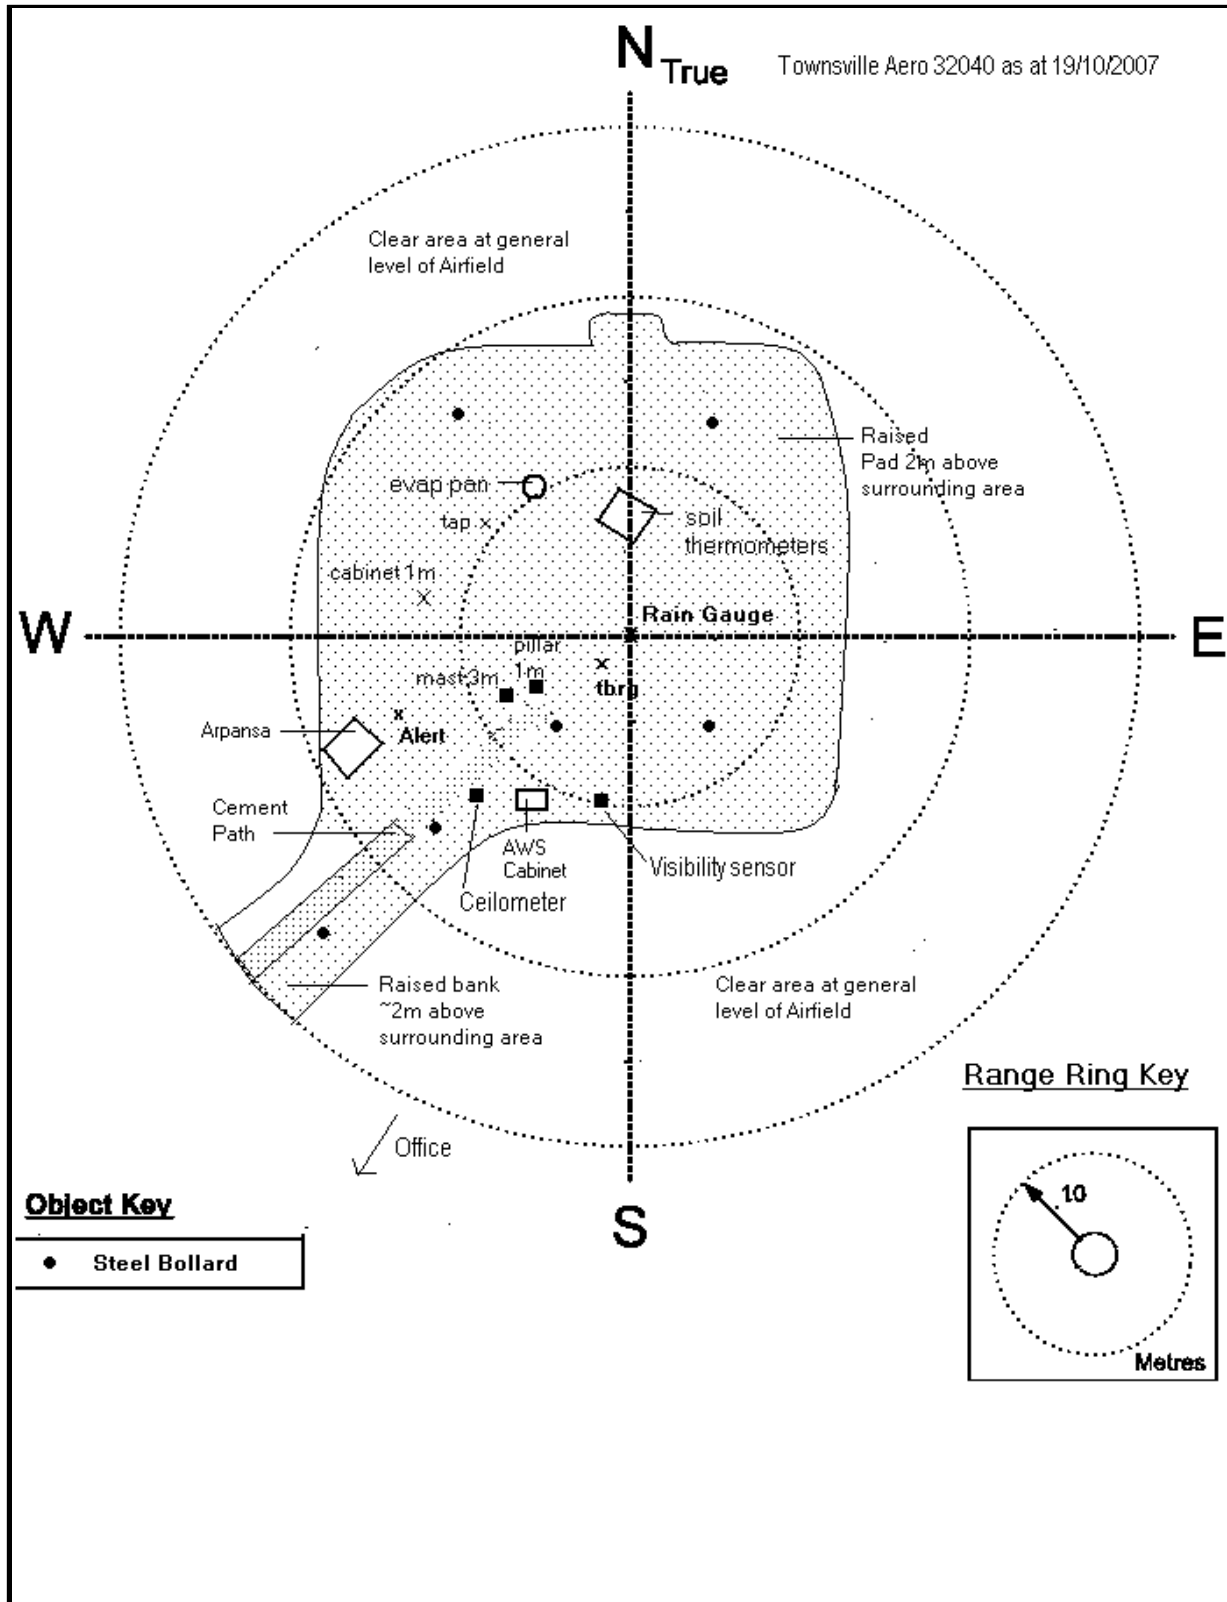 N
True
Townsville Aero 32040 as at 19/10/2007
Clear area at general
level of Airfield
Raised
Pad 2m above
surrounding area
evap pan
tap
soil
thermometers
cabinet 1m
Rain Gauge
W
E
pillar
1m
mast 3m
tbrg
Arpansa
Alert
Cement
Path
AWS
Cabinet
Visibility sensor
Ceilometer
Raised bank
~2m above
surrounding area
Clear area at general
level of Airfield
Range Ring Key
Office
10
Object Key
S
Steel Bollard
Metres